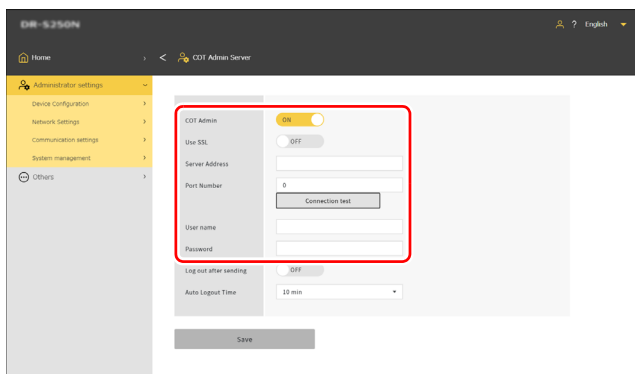 DR-S250N
? English
Home
COT Admin Server
Administrator settings
Device Configuration
Network Settings
Communication settings
System management
Others
COT Admin ON
Use SSL OFF
Server Address
Port Number 0
Connection test
User name
Password
Log out after sending OFF
Auto Logout Time 10 min
Save